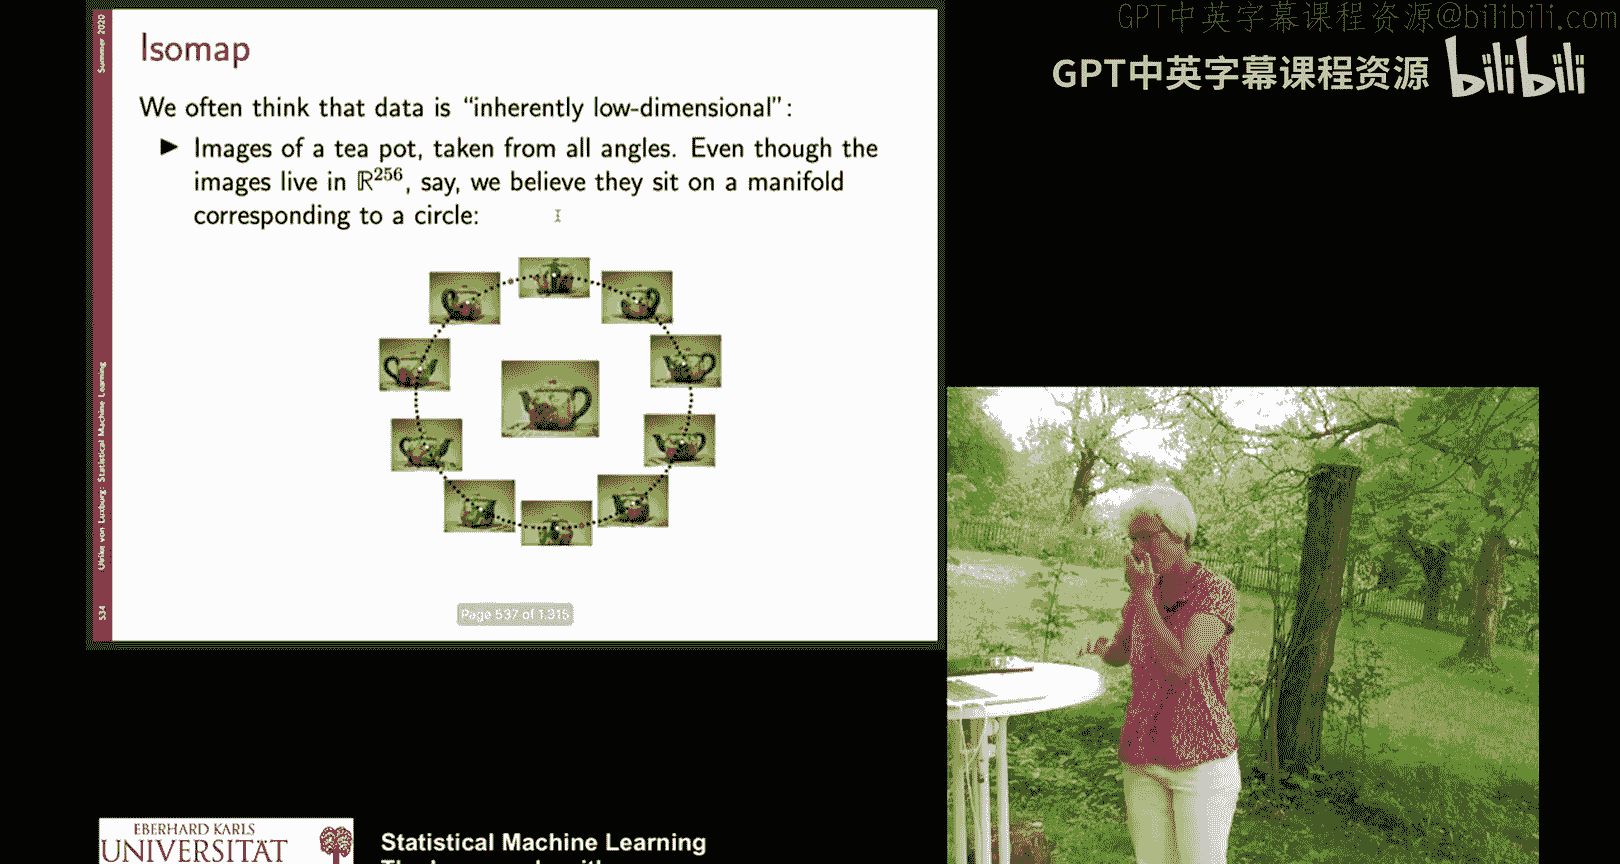 GPT中英字幕课程资源@bilibili.com
GPT中英字幕课程资源 bilibili
Summer 2020
Ulrike von Luxburg: Statistical Machine Learning
534
Isomap
We often think that data is “inherently low-dimensional”:
▶ Images of a tea pot, taken from all angles. Even though the
images live in ℝ²⁵⁶, say, we believe they sit on a manifold
corresponding to a circle:
Page 537 of 1.315
EBERHARD KARLS
UNIVERSITÄT
Statistical Machine Learning